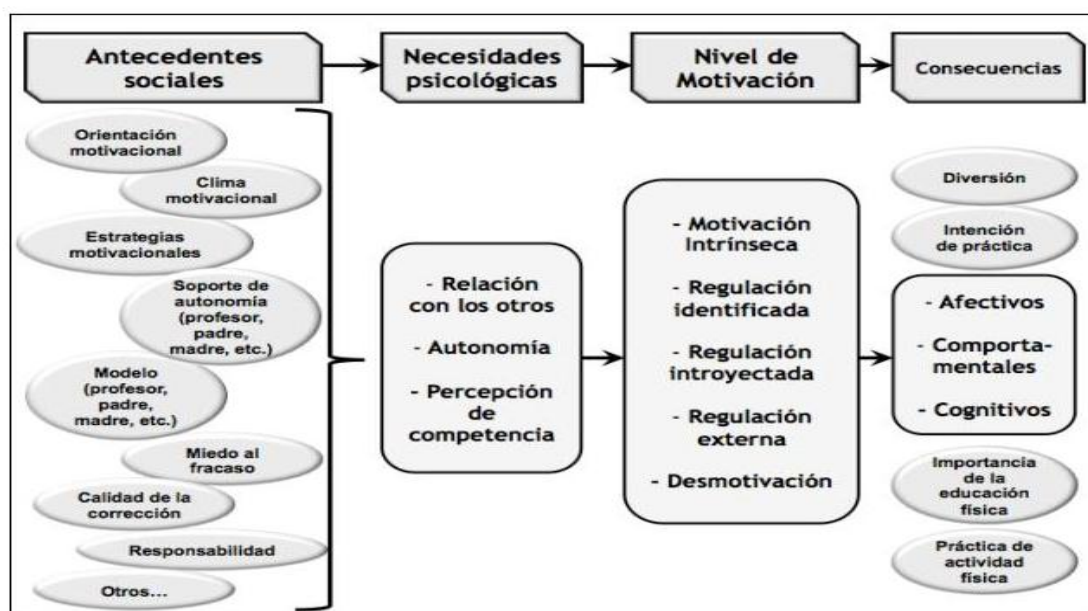 Antecedentes
sociales
Necesidades
psicológicas
Nivel de
Motivación
Consecuencias
Orientación
motivacional
Clima
motivacional
Estrategias
motivacionales
Soporte de
autonomía
(profesor,
padre,
madre, etc.)
Modelo
(profesor,
padre,
madre, etc.)
Miedo al
fracaso
Calidad de la
corrección
Responsabilidad
Otros...
- Relación
con los otros
- Autonomía
- Percepción
de
competencia
- Motivación
Intrínseca
- Regulación
identificada
- Regulación
introyectada
- Regulación
externa
- Desmotivación
Diversión
Intención
de práctica
- Afectivos
- Comporta-
mentales
- Cognitivos
Importancia
de la
educación
física
Práctica de
actividad
física